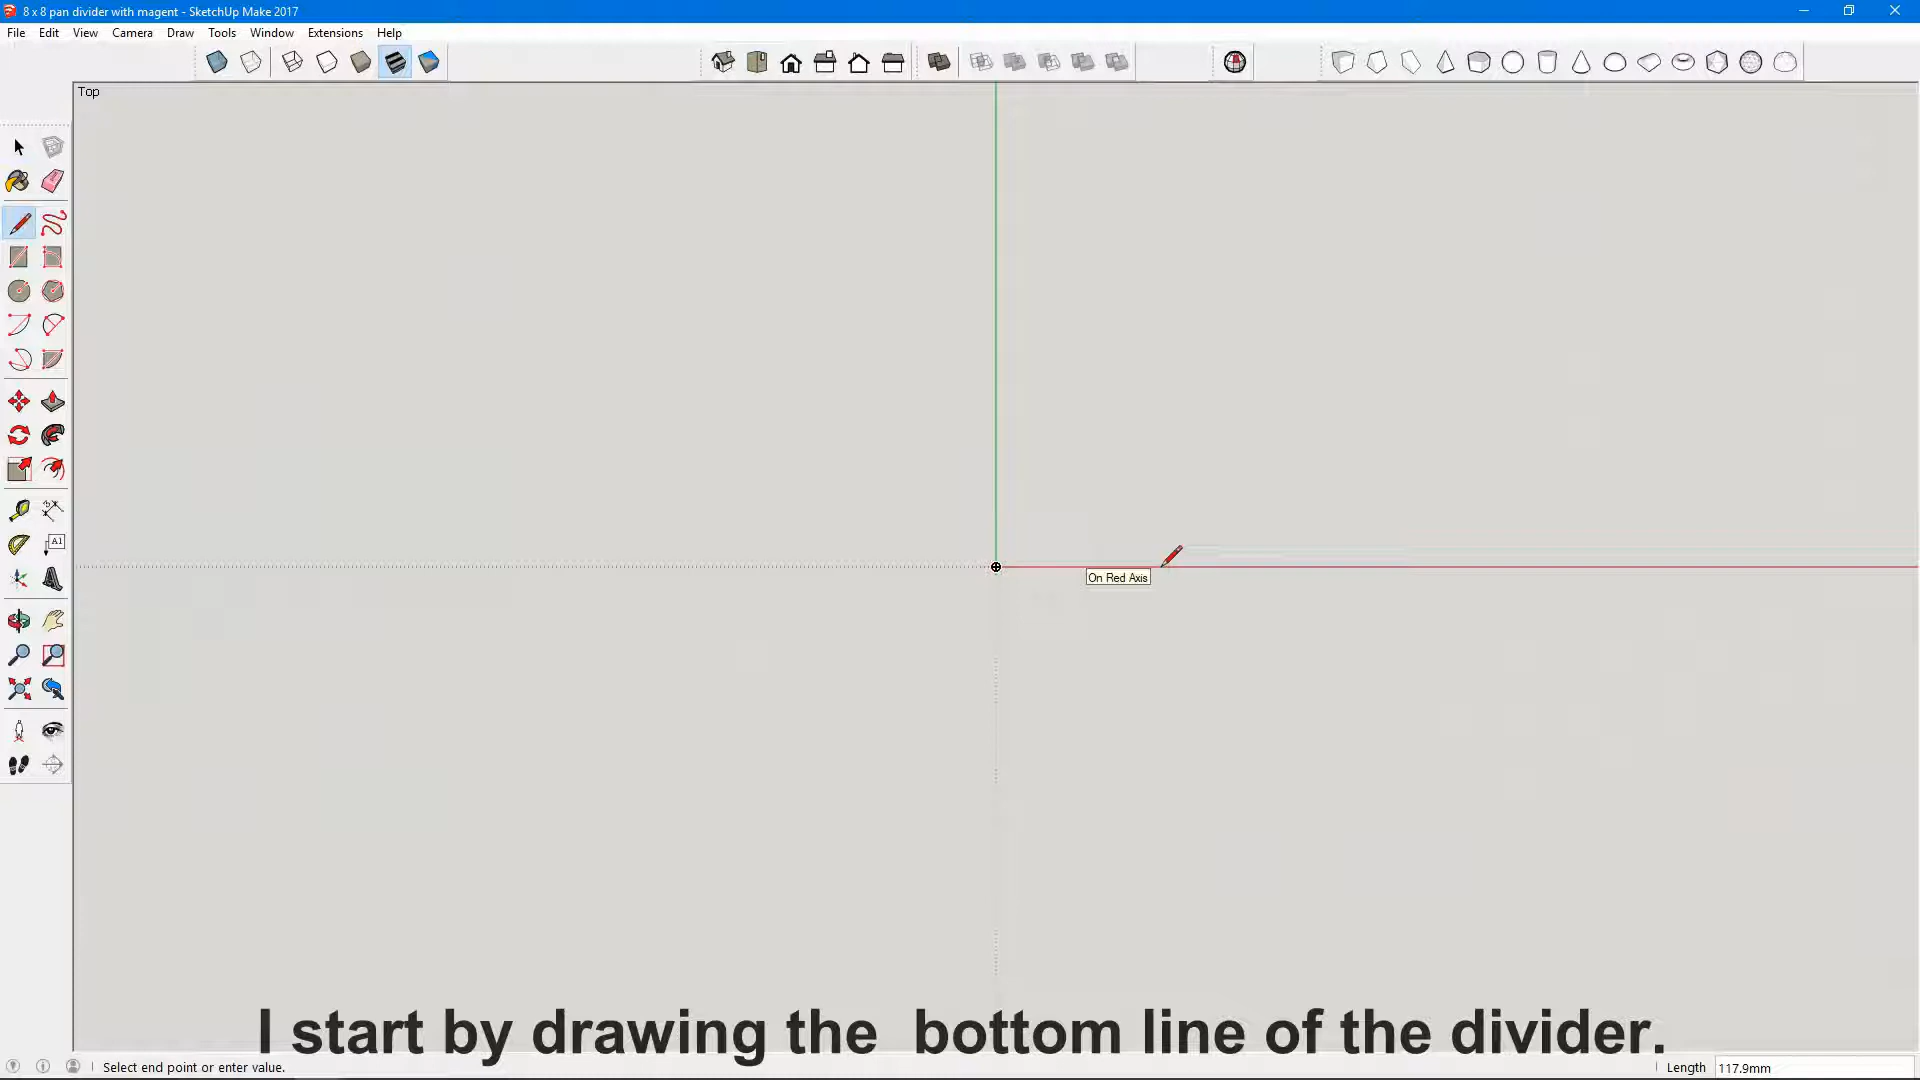 8 x 8 pan divider with magent - SketchUp Make 2017
File Edit View Camera Draw Tools Window Extensions Help
Top
A1
On Red Axis
I start by drawing the bottom line of the divider.
Select end point or enter value.
Length 117.9mm